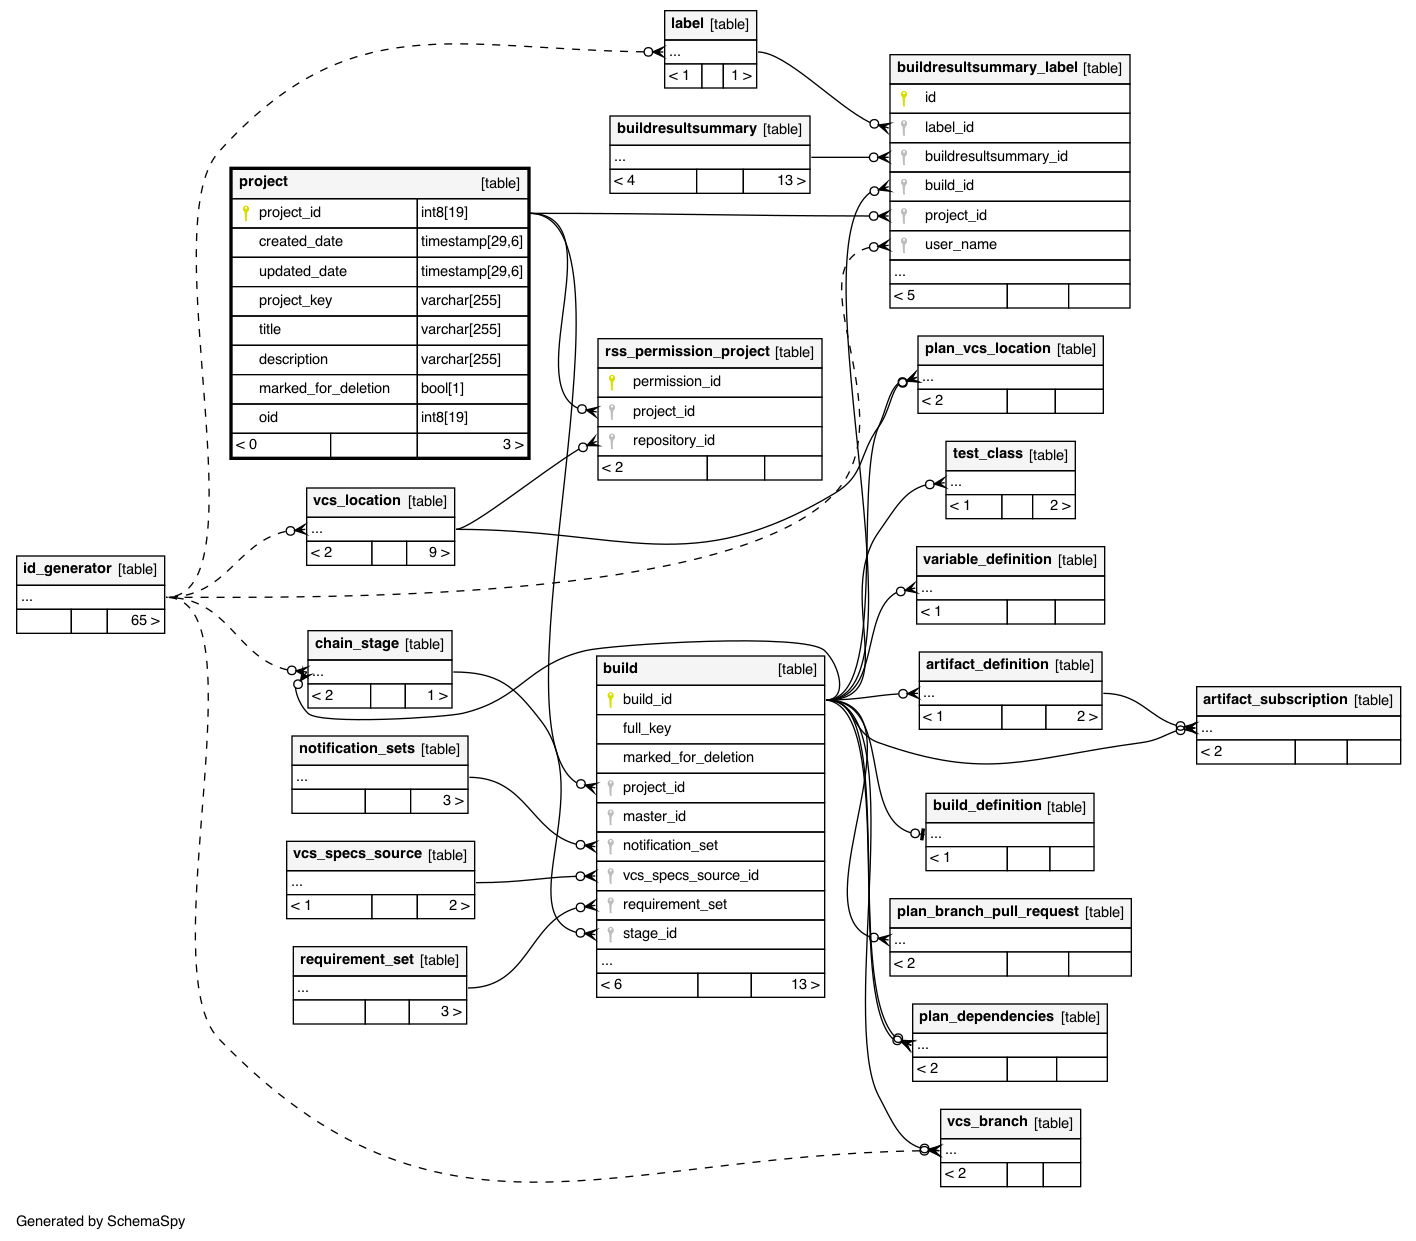 label [table]
...
< 1 1 >
buildresultsummary_label [table]
id
label_id
buildresultsummary_id
build_id
project_id
user_name
...
< 5
buildresultsummary [table]
...
< 4 13 >
project [table]
project_id int8[19]
created_date timestamp[29,6]
updated_date timestamp[29,6]
project_key varchar[255]
title varchar[255]
description varchar[255]
marked_for_deletion bool[1]
oid int8[19]
< 0 3 >
rss_permission_project [table]
permission_id
project_id
repository_id
< 2
plan_vcs_location [table]
...
< 2
test_class [table]
...
< 1 2 >
vcs_location [table]
...
< 2 9 >
id_generator [table]
...
65 >
variable_definition [table]
...
< 1
chain_stage [table]
...
< 2 1 >
build [table]
build_id
full_key
marked_for_deletion
project_id
master_id
notification_set
vcs_specs_source_id
requirement_set
stage_id
...
< 6 13 >
artifact_definition [table]
...
< 1 2 >
artifact_subscription [table]
...
< 2
notification_sets [table]
...
3 >
build_definition [table]
...
< 1
vcs_specs_source [table]
...
< 1 2 >
plan_branch_pull_request [table]
...
< 2
requirement_set [table]
...
3 >
plan_dependencies [table]
...
< 2
vcs_branch [table]
...
< 2
Generated by SchemaSpy